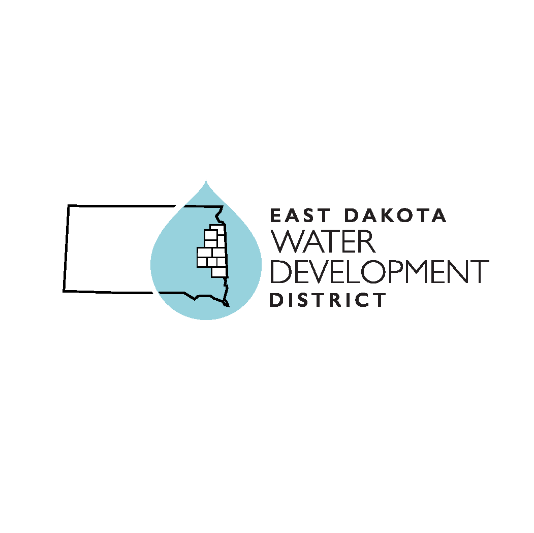 EAST DAKOTA
WATER
DEVELOPMENT
DISTRICT